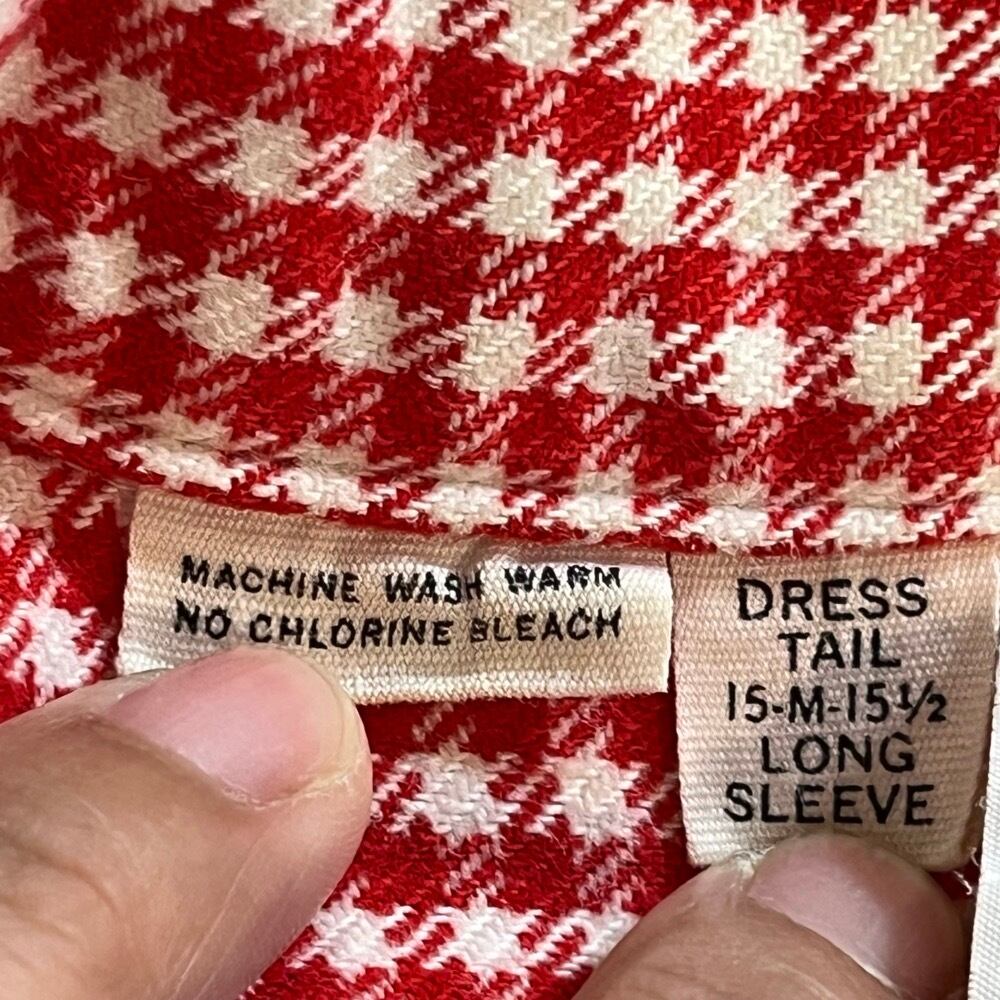 MACHINE WASH WARM
NO CHLORINE BLEACH
DRESS
TAIL
15-M-15½
LONG
SLEEVE